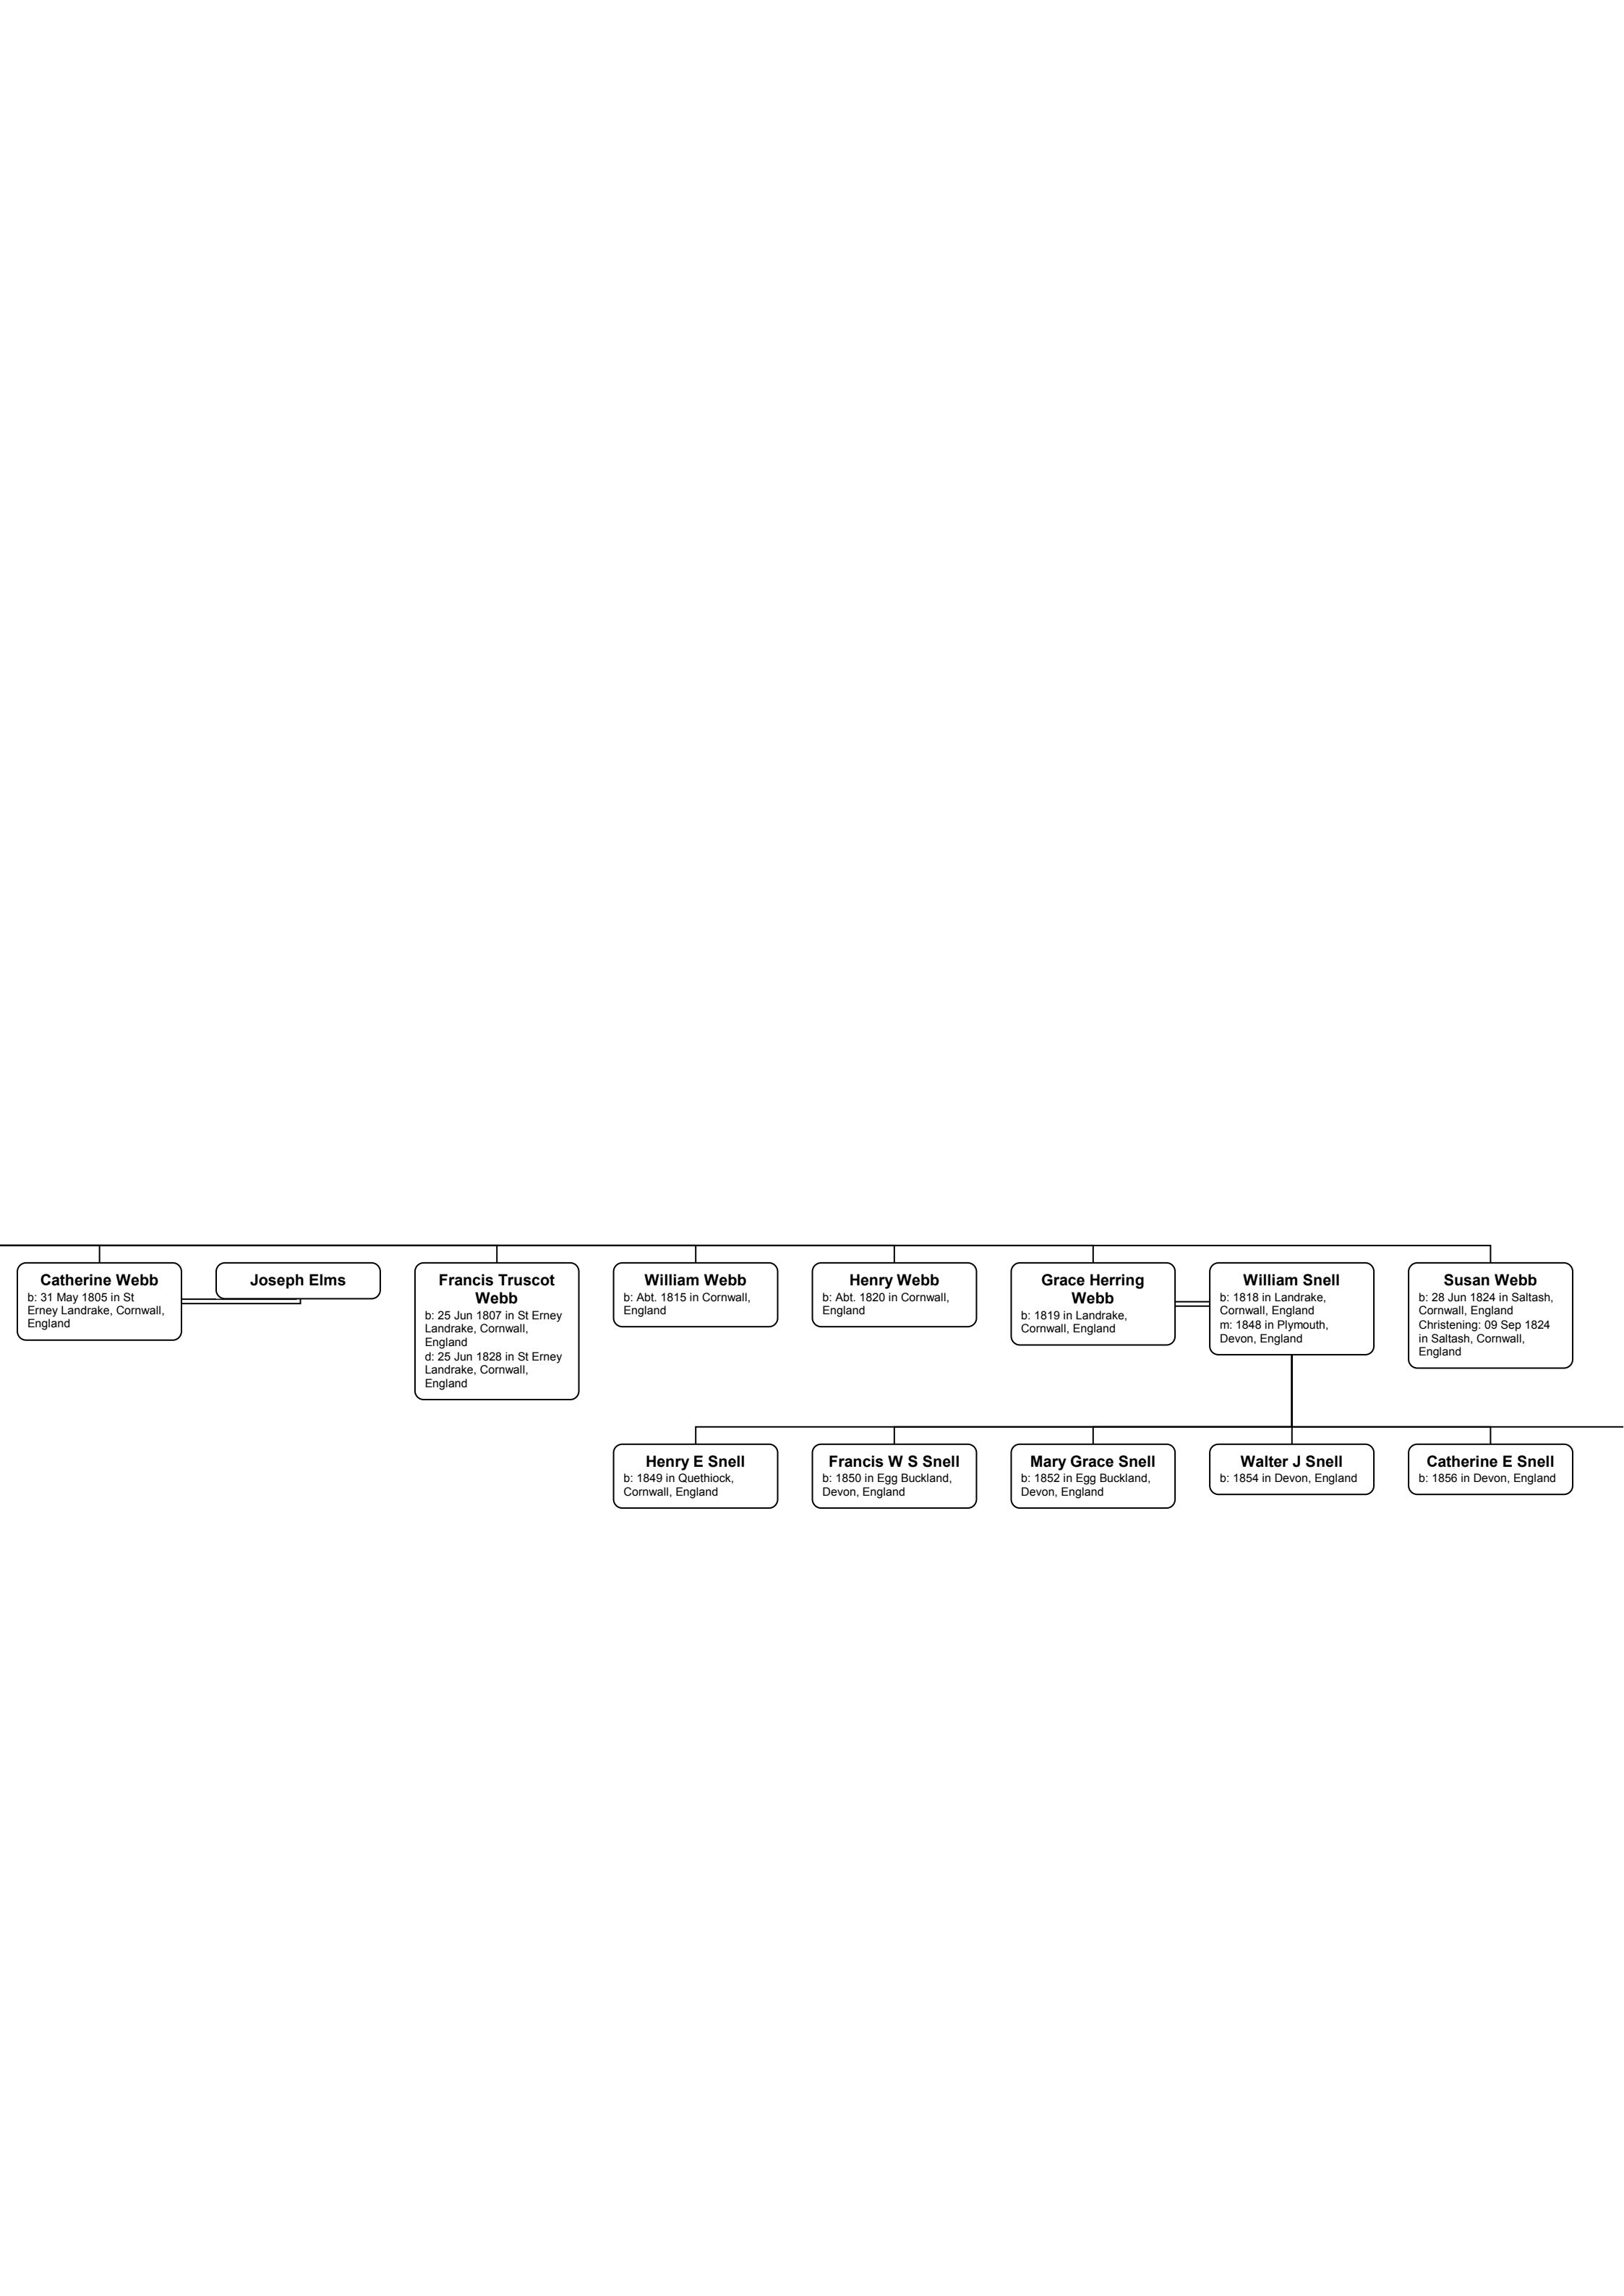 Catherine Webb
b: 31 May 1805 in St
Erney Landrake, Cornwall,
England
Joseph Elms
Francis Truscot
Webb
b: 25 Jun 1807 in St Erney
Landrake, Cornwall,
England
d: 25 Jun 1828 in St Erney
Landrake, Cornwall,
England
William Webb
b: Abt. 1815 in Cornwall,
England
Henry Webb
b: Abt. 1820 in Cornwall,
England
Grace Herring
Webb
b: 1819 in Landrake,
Cornwall, England
William Snell
b: 1818 in Landrake,
Cornwall, England
m: 1848 in Plymouth,
Devon, England
Susan Webb
b: 28 Jun 1824 in Saltash,
Cornwall, England
Christening: 09 Sep 1824
in Saltash, Cornwall,
England
Henry E Snell
b: 1849 in Quethiock,
Cornwall, England
Francis W S Snell
b: 1850 in Egg Buckland,
Devon, England
Mary Grace Snell
b: 1852 in Egg Buckland,
Devon, England
Walter J Snell
b: 1854 in Devon, England
Catherine E Snell
b: 1856 in Devon, England